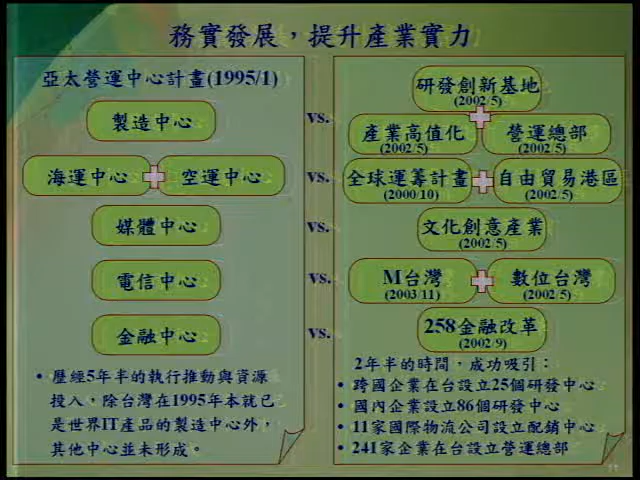 務實發展，提升產業實力
亞太營運中心計畫(1995/1)
製造中心
海運中心
空運中心
媒體中心
電信中心
金融中心
• 歷經5年半的執行推動與資源
投入，除台灣在1995年本就已
是世界IT產品的製造中心外，
其他中心並未形成。
vs.
vs.
vs.
vs.
vs.
研發創新基地
(2002/5)
產業高值化
(2002/5)
營運總部
(2002/5)
全球運籌計畫
(2000/10)
自由貿易港區
(2002/5)
文化創意產業
(2002/5)
M台灣
(2003/11)
數位台灣
(2002/5)
258金融改革
(2002/9)
2年半的時間，成功吸引：
• 跨國企業在台設立25個研發中心
• 國內企業設立86個研發中心
• 11家國際物流公司設立配銷中心
• 241家企業在台設立營運總部